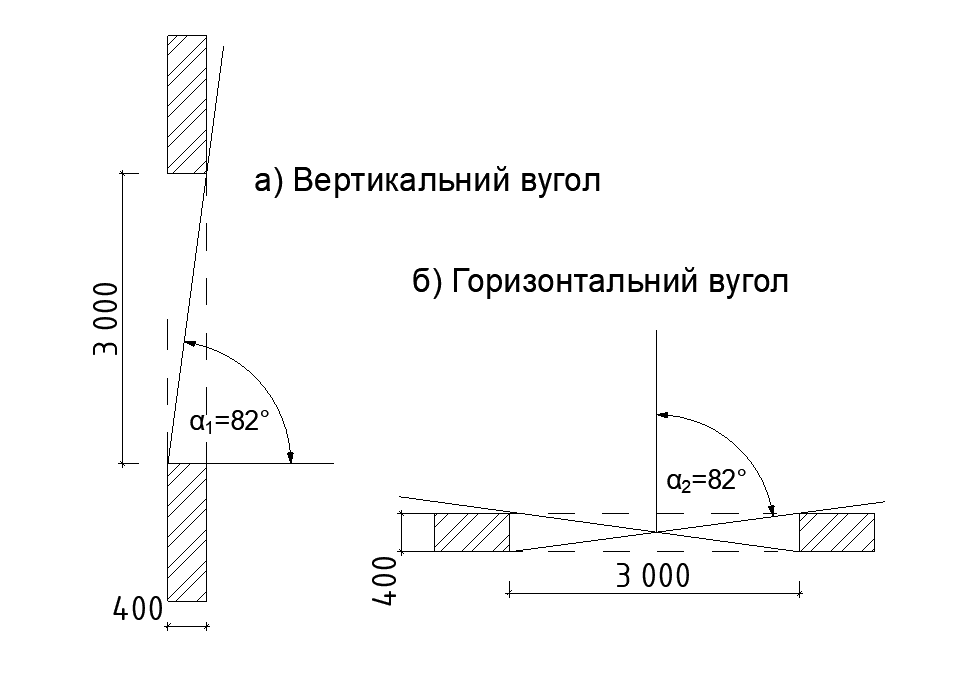 а) Вертикальний вугол
б) Горизонтальний вугол
3 000
α₁=82°
α₂=82°
400
3 000
400